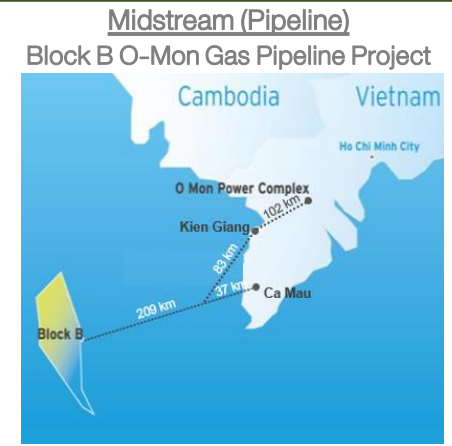 Midstream (Pipeline)
Block B O-Mon Gas Pipeline Project
Cambodia
Vietnam
Ho Chi Minh City
O Mon Power Complex
102 km
Kien Giang
83 km
37 km
Ca Mau
209 km
Block B